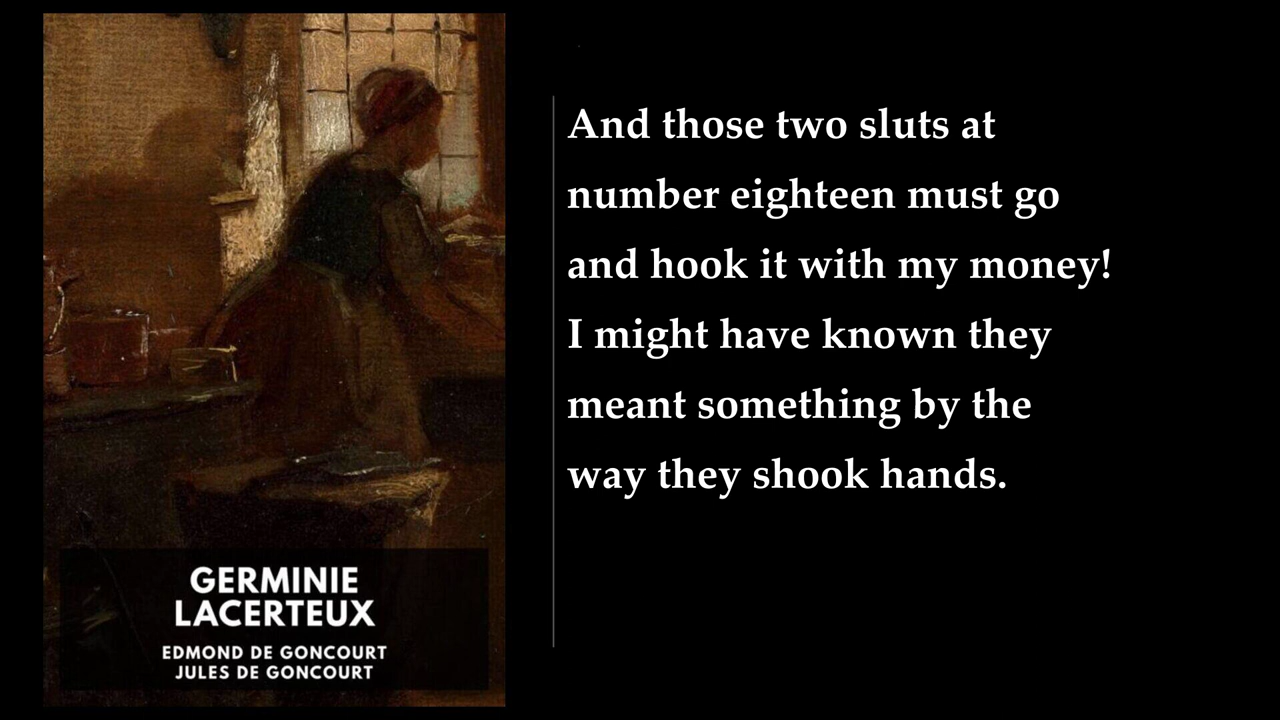 And those two sluts at
number eighteen must go
and hook it with my money!
I might have known they
meant something by the
way they shook hands.
GERMINIE
LACERTEUX
EDMOND DE GONCOURT
JULES DE GONCOURT